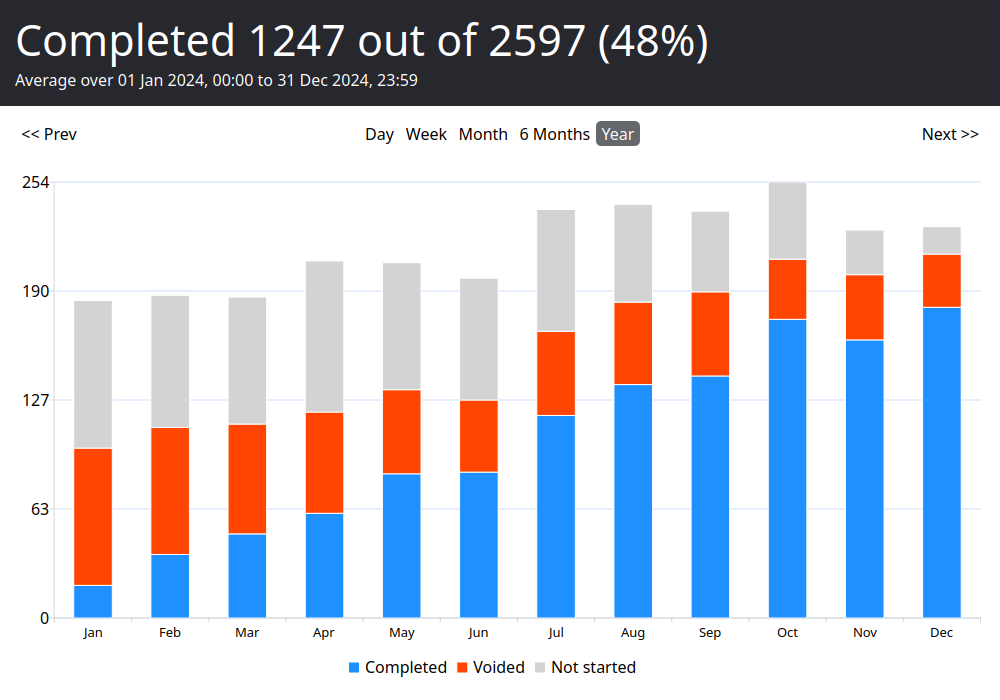 Completed 1247 out of 2597 (48%)
Average over 01 Jan 2024, 00:00 to 31 Dec 2024, 23:59
<< Prev Day Week Month 6 Months Year Next >>
254
190
127
63
0
Jan Feb Mar Apr May Jun Jul Aug Sep Oct Nov Dec
Completed Voided Not started